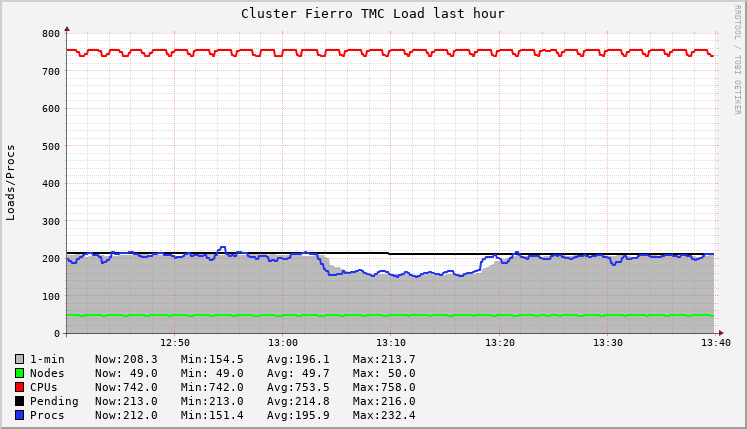 Cluster Fierro TMC Load last hour
RRDTOOL / TOBI OETIKER
Loads/Procs
800
700
600
500
400
300
200
100
0
12:50 13:00 13:10 13:20 13:30 13:40
1-min Now:208.3 Min:154.5 Avg:196.1 Max:213.7
Nodes Now: 49.0 Min: 49.0 Avg: 49.7 Max: 50.0
CPUs Now:742.0 Min:742.0 Avg:753.5 Max:758.0
Pending Now:213.0 Min:213.0 Avg:214.8 Max:216.0
Procs Now:212.0 Min:151.4 Avg:195.9 Max:232.4